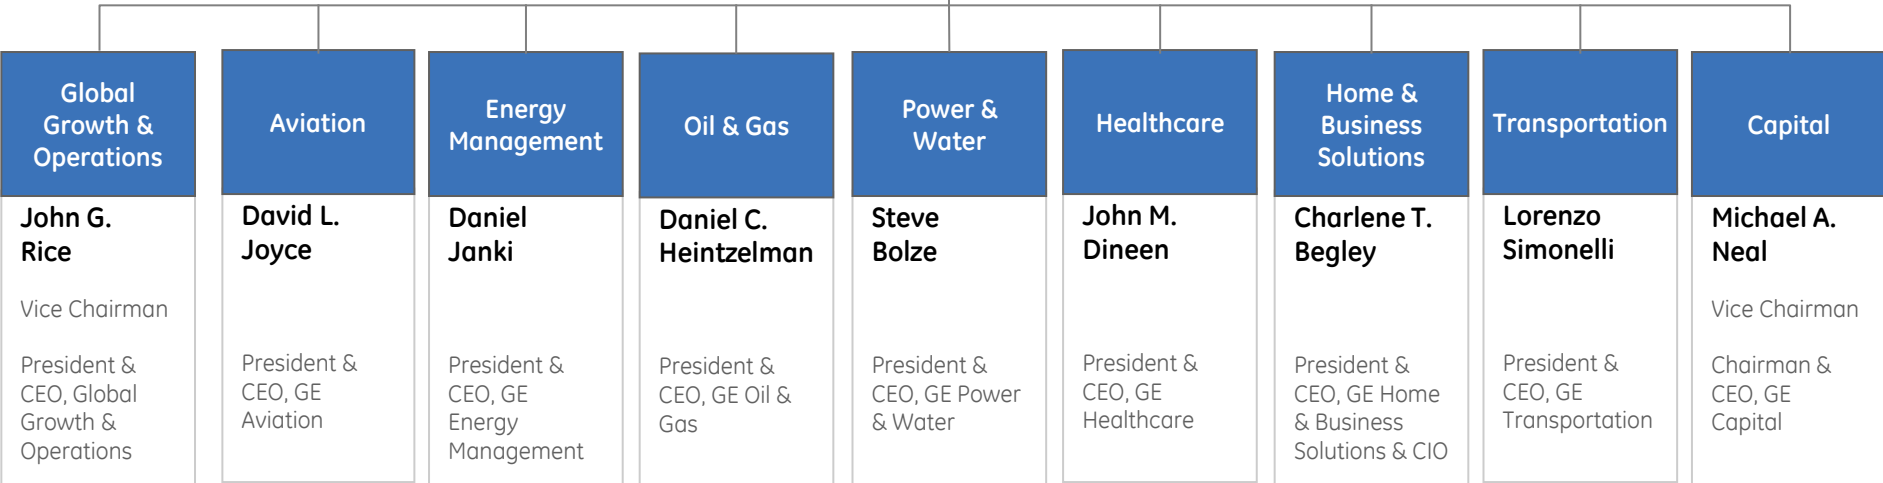 Global
Growth &
Operations
John G.
Rice
Vice Chairman
President &
CEO, Global
Growth &
Operations
Aviation
David L.
Joyce
President &
CEO, GE
Aviation
Energy
Management
Daniel
Janki
President &
CEO, GE
Energy
Management
Oil & Gas
Daniel C.
Heintzelman
President &
CEO, GE Oil &
Gas
Power &
Water
Steve
Bolze
President &
CEO, GE Power
& Water
Healthcare
John M.
Dineen
President &
CEO, GE
Healthcare
Home &
Business
Solutions
Charlene T.
Begley
President &
CEO, GE Home
& Business
Solutions & CIO
Transportation
Lorenzo
Simonelli
President &
CEO, GE
Transportation
Capital
Michael A.
Neal
Vice Chairman
Chairman &
CEO, GE
Capital